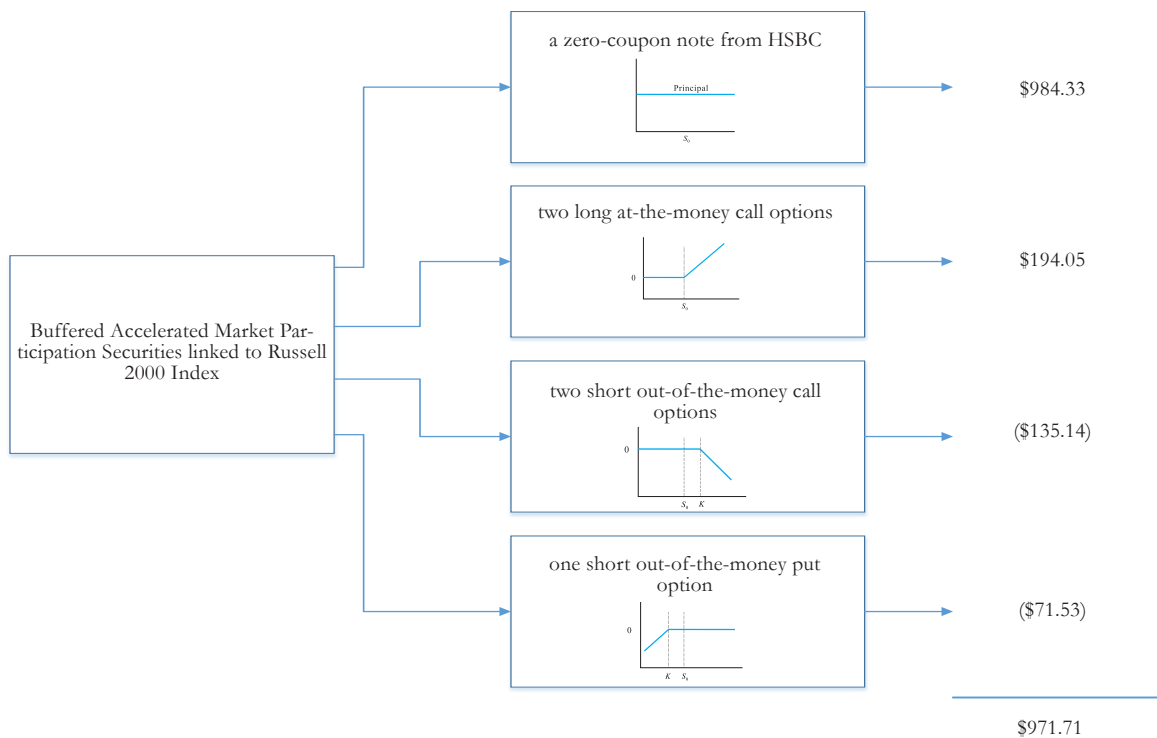 a zero-coupon note from HSBC
Principal
S₀
$984.33
two long at-the-money call options
0
S₀
$194.05
Buffered Accelerated Market Par-
ticipation Securities linked to Russell
2000 Index
two short out-of-the-money call
options
0
S₀ K
($135.14)
one short out-of-the-money put
option
0
K S₀
($71.53)
$971.71